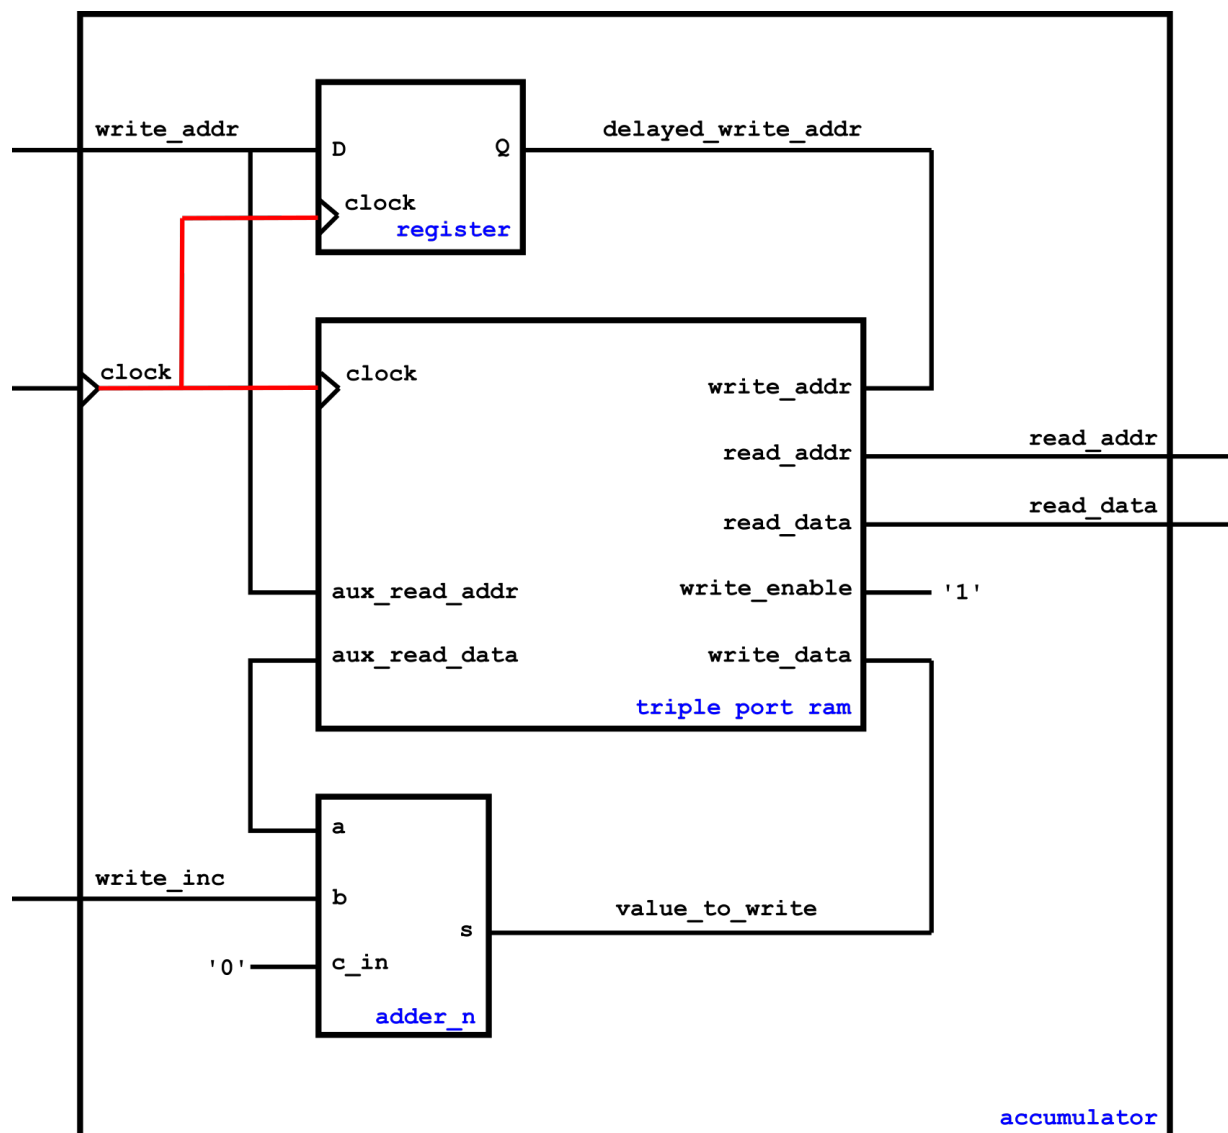 write_addr
D
Q
delayed_write_addr
clock
register
clock
clock
write_addr
read_addr
read_addr
read_data
read_data
aux_read_addr
write_enable
'1'
aux_read_data
write_data
triple port ram
a
write_inc
b
value_to_write
s
'0'
c_in
adder_n
accumulator